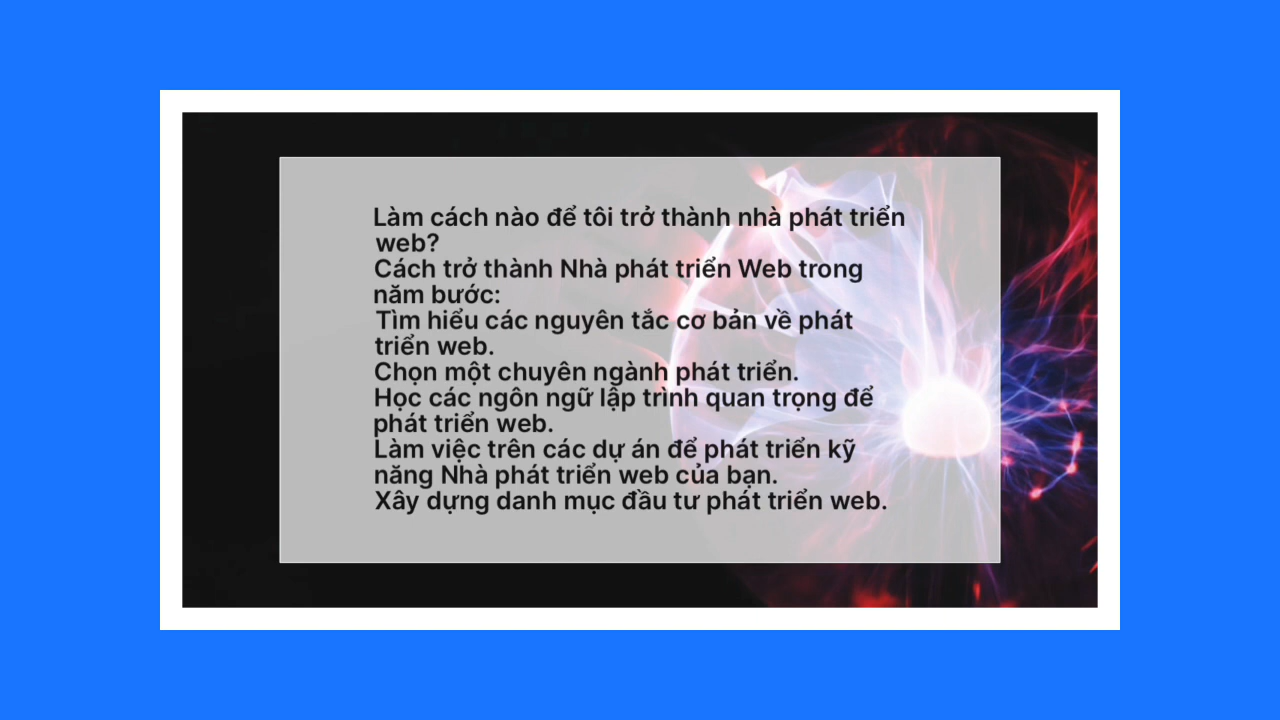 Làm cách nào để tôi trở thành nhà phát triển
web?
Cách trở thành Nhà phát triển Web trong
năm bước:
Tìm hiểu các nguyên tắc cơ bản về phát
triển web.
Chọn một chuyên ngành phát triển.
Học các ngôn ngữ lập trình quan trọng để
phát triển web.
Làm việc trên các dự án để phát triển kỹ
năng Nhà phát triển web của bạn.
Xây dựng danh mục đầu tư phát triển web.